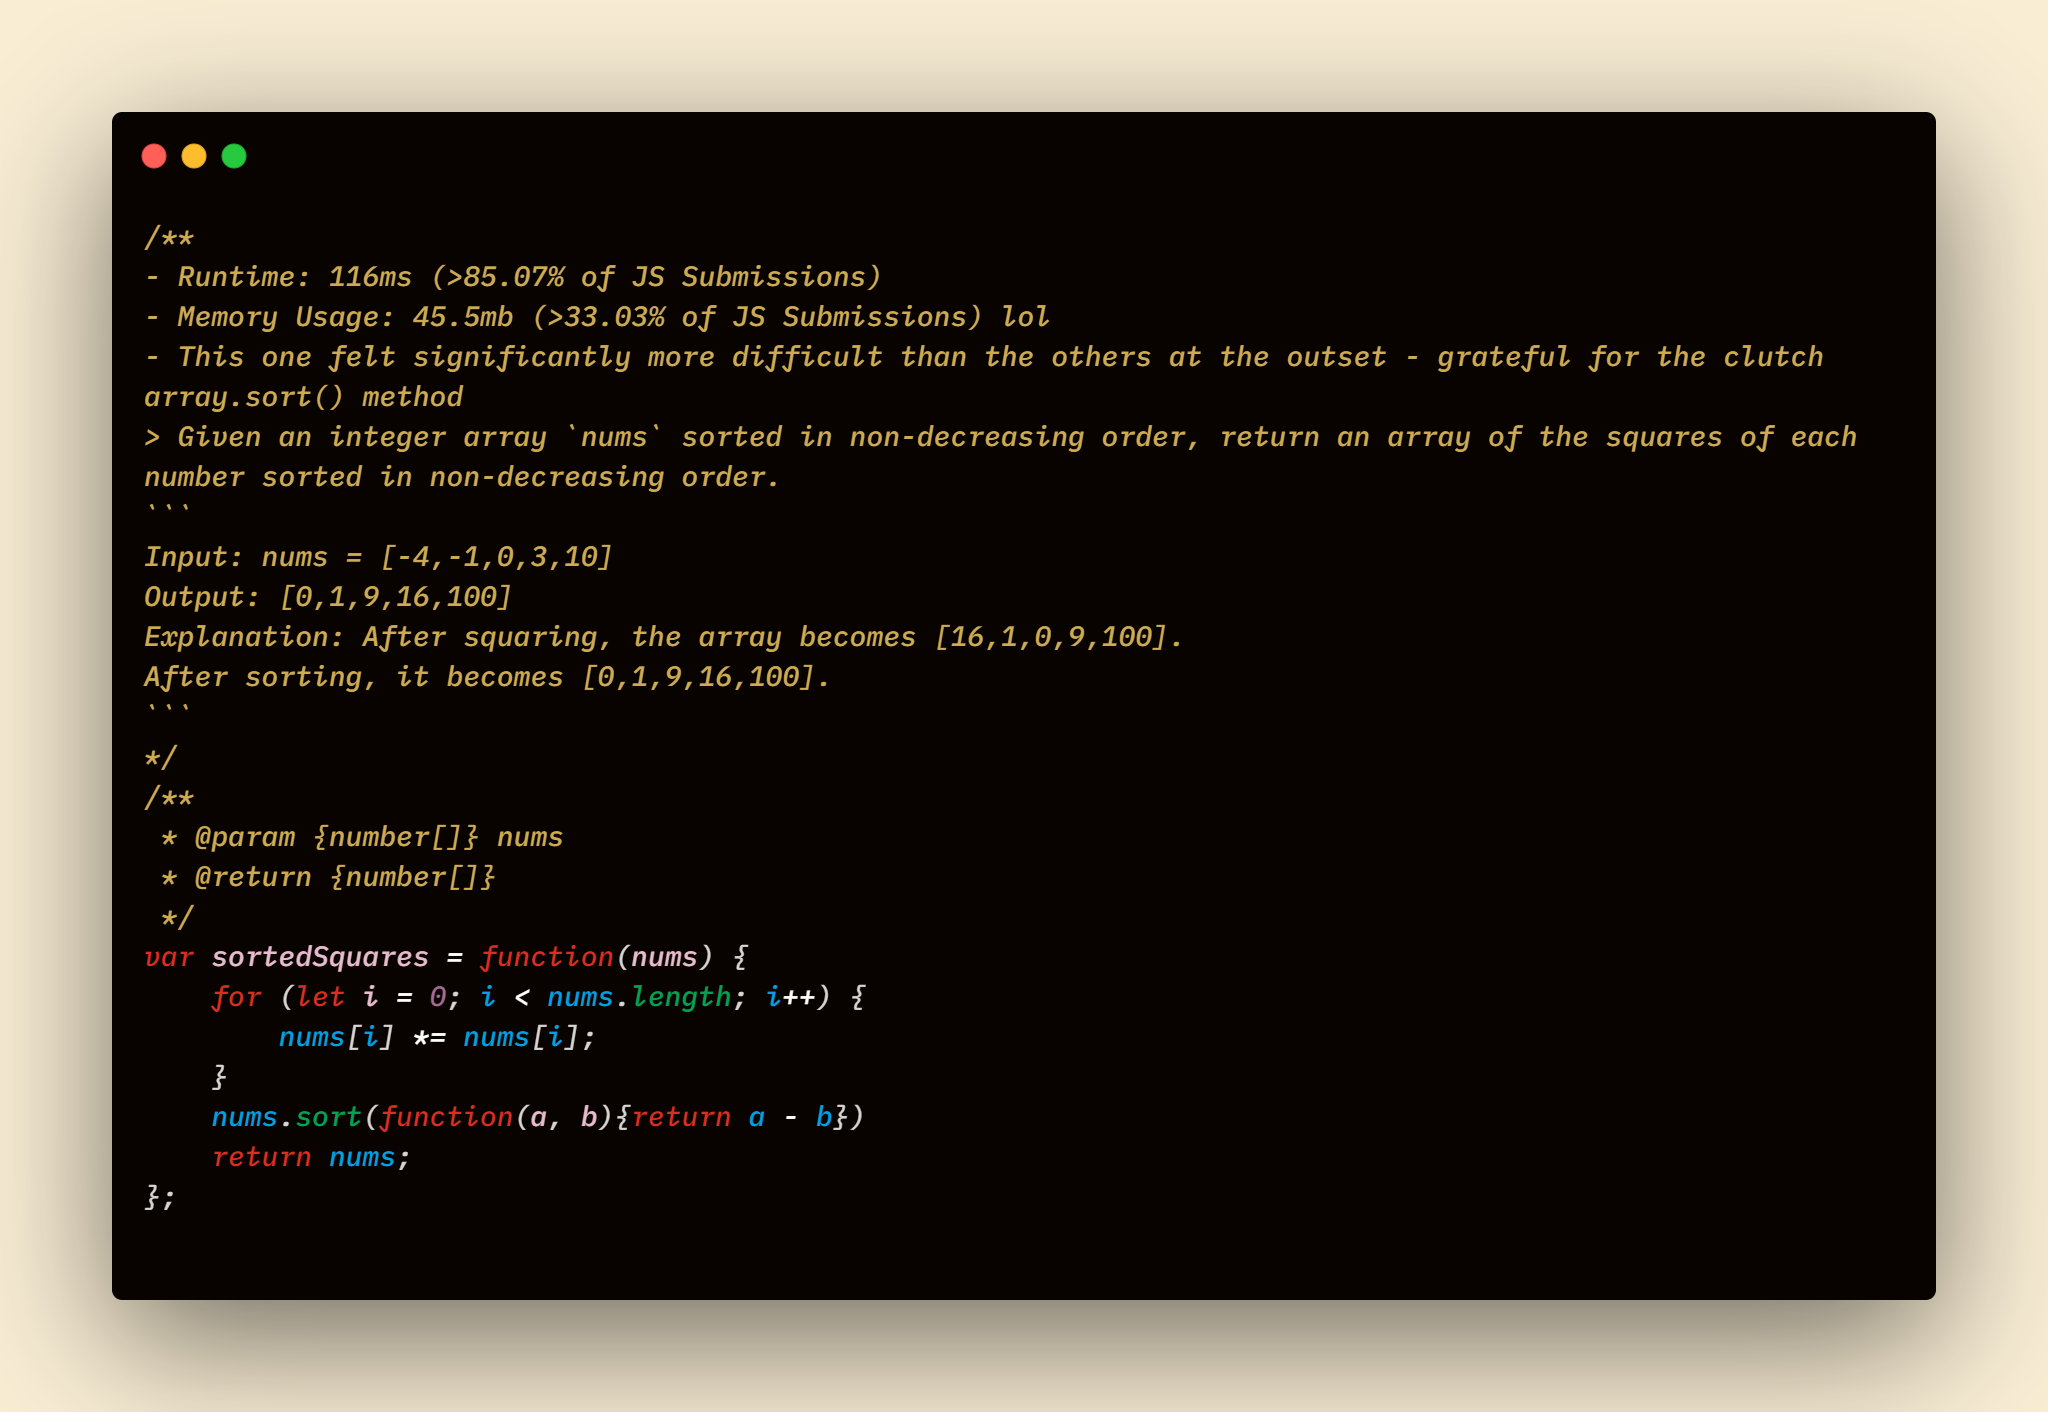 /**
- Runtime: 116ms (>85.07% of JS Submissions)
- Memory Usage: 45.5mb (>33.03% of JS Submissions) lol
- This one felt significantly more difficult than the others at the outset - grateful for the clutch
array.sort() method
> Given an integer array `nums` sorted in non-decreasing order, return an array of the squares of each
number sorted in non-decreasing order.
```
Input: nums = [-4,-1,0,3,10]
Output: [0,1,9,16,100]
Explanation: After squaring, the array becomes [16,1,0,9,100].
After sorting, it becomes [0,1,9,16,100].
```
*/
/**
 * @param {number[]} nums
 * @return {number[]}
 */
var sortedSquares = function(nums) {
    for (let i = 0; i < nums.length; i++) {
        nums[i] *= nums[i];
    }
    nums.sort(function(a, b){return a - b})
    return nums;
};